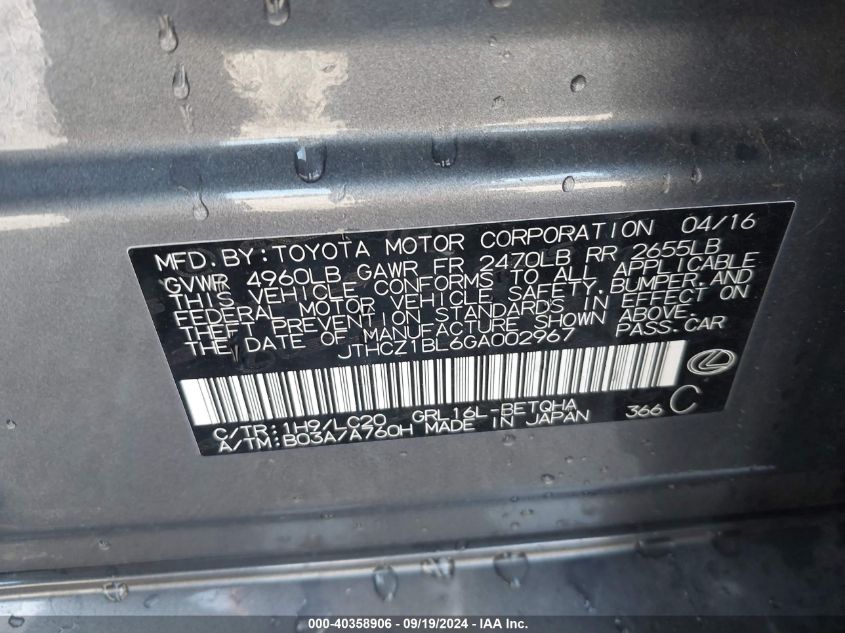 MFD.BY:TOYOTA MOTOR CORPORATION 04/16
GVWR 4960LB GAWR FR 2470LB RR 2655LB
THIS VEHICLE CONFORMS TO ALL APPLICABLE
FEDERAL MOTOR VEHICLE SAFETY,BUMPER,AND
THEFT PREVENTION STANDARDS IN EFFECT ON
THE DATE OF MANUFACTURE SHOWN ABOVE.
JTHCZ1BL6GA002967 PASS.CAR
C/TR:1H9/LC20 GRL16L-BETQHA 366 C
A/TM:B03A/A760H MADE IN JAPAN
000-40358906 - 09/19/2024 - IAA Inc.